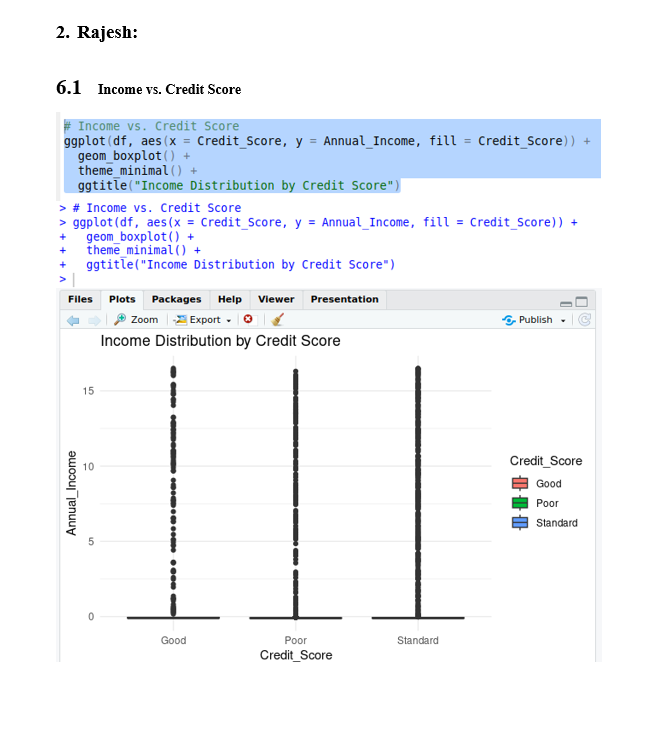 2. Rajesh:
6.1 Income vs. Credit Score
# Income vs. Credit Score
ggplot(df, aes(x = Credit_Score, y = Annual_Income, fill = Credit_Score)) +
  geom_boxplot() +
  theme_minimal() +
  ggtitle("Income Distribution by Credit Score")
> # Income vs. Credit Score
> ggplot(df, aes(x = Credit_Score, y = Annual_Income, fill = Credit_Score)) +
+   geom_boxplot() +
+   theme_minimal() +
+   ggtitle("Income Distribution by Credit Score")
>
Files Plots Packages Help Viewer Presentation
Zoom Export Publish
Income Distribution by Credit Score
15
10
5
0
Annual_Income
Good Poor Standard
Credit_Score
Credit_Score
Good
Poor
Standard